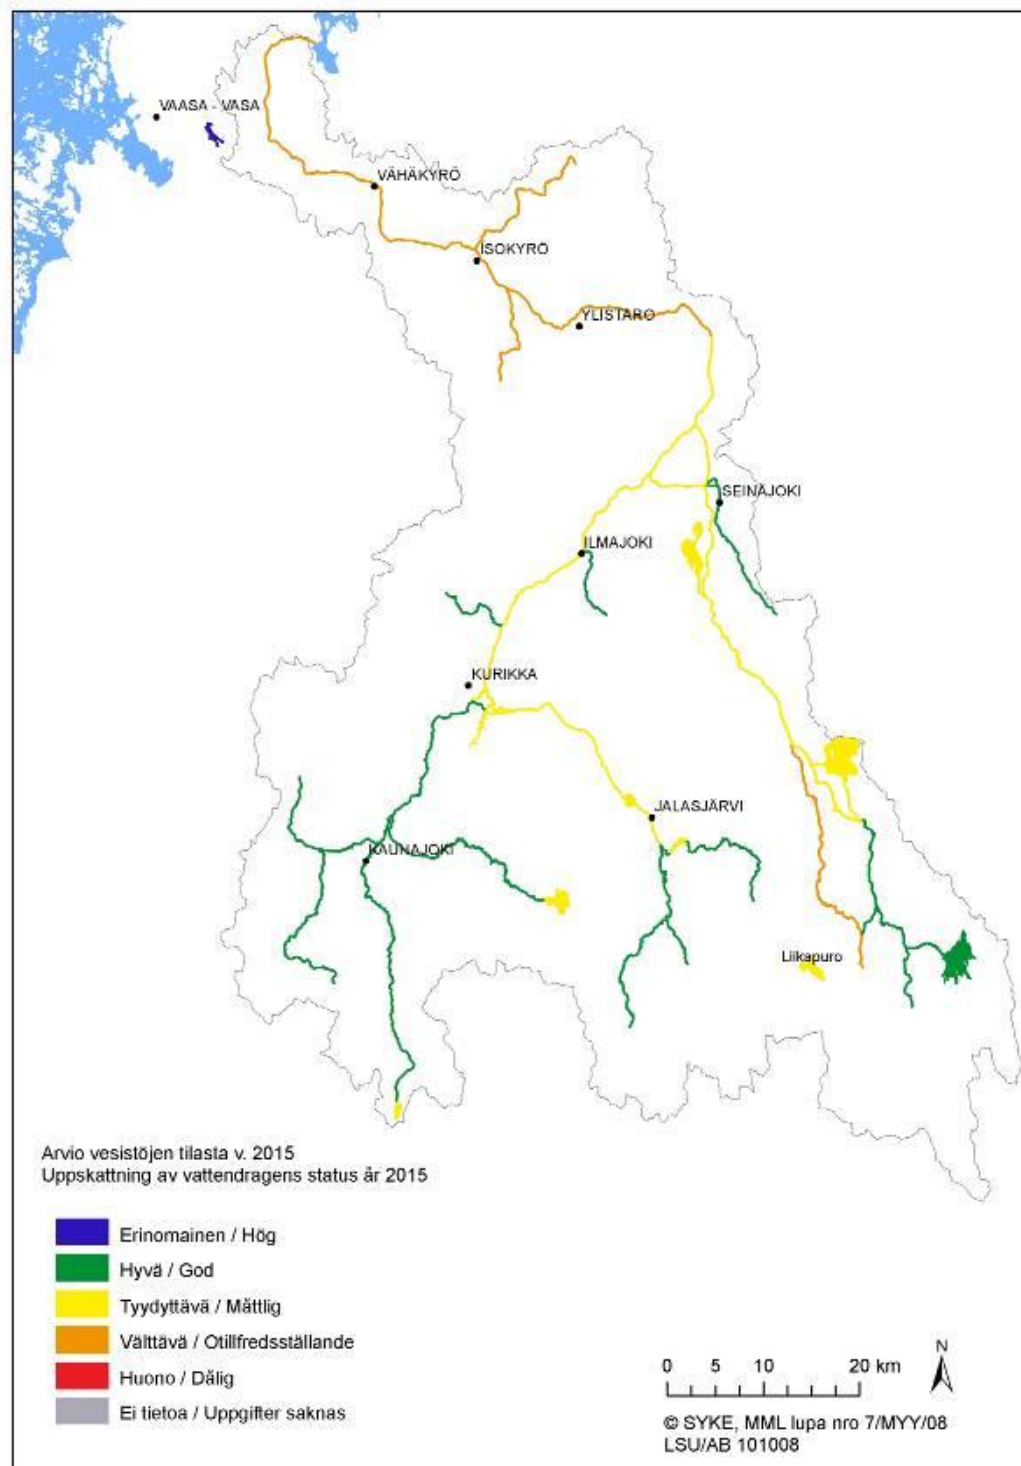 VAASA - VASA
VÄHÄKYRÖ
ISOKYRÖ
YLISTARO
SEINÄJOKI
ILMAJOKI
KURIKKA
JALASJÄRVI
KAUHAJOKI
Liikapuro
Arvio vesistöjen tilasta v. 2015
Uppskattning av vattendragens status år 2015
Erinomainen / Hög
Hyvä / God
Tyydyttävä / Måttlig
Välttävä / Otillfredsställande
Huono / Dålig
Ei tietoa / Uppgifter saknas
N
0 5 10 20 km
© SYKE, MML lupa nro 7/MYY/08
LSU/AB 101008